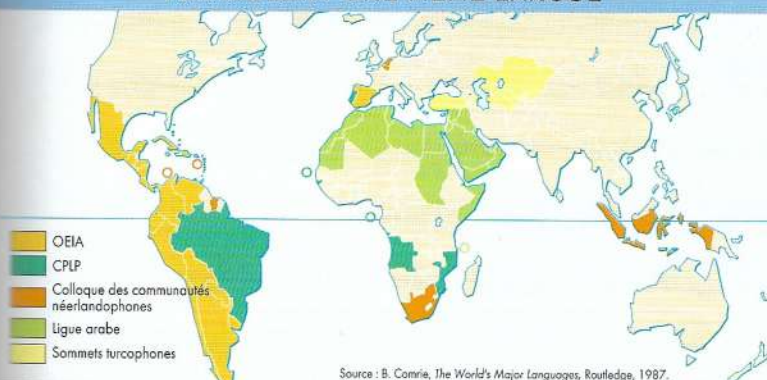 OEIA
CPLP
Colloque des communautés
néerlandophones
Ligue arabe
Sommets turcophones
Source : B. Comrie, The World's Major Languages, Routledge, 1987.